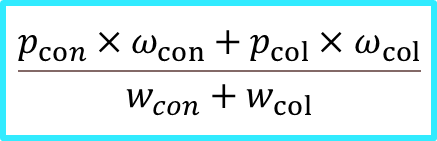 p_con × ω_con + p_col × ω_col
w_con + w_col